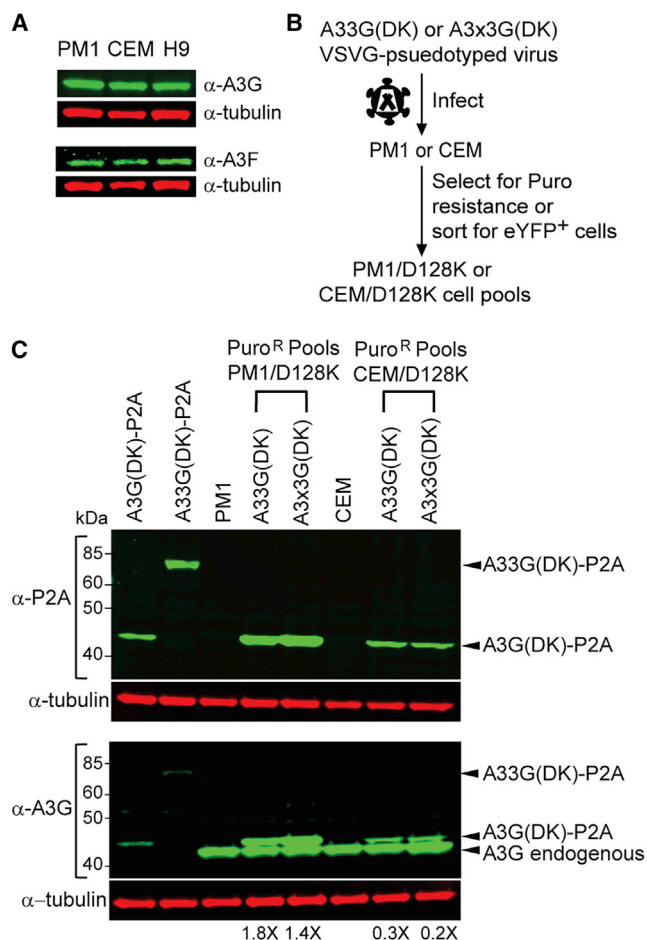 A
PM1 CEM H9
α-A3G
α-tubulin
α-A3F
α-tubulin
B
A33G(DK) or A3x3G(DK)
VSVG-psuedotyped virus
Infect
PM1 or CEM
Select for Puro
resistance or
sort for eYFP+ cells
PM1/D128K or
CEM/D128K cell pools
C
Puro R Pools
PM1/D128K
Puro R Pools
CEM/D128K
A3G(DK)-P2A
A33G(DK)-P2A
PM1
A33G(DK)
A3x3G(DK)
CEM
A33G(DK)
A3x3G(DK)
kDa
85
60
50
40
α-P2A
A33G(DK)-P2A
A3G(DK)-P2A
α-tubulin
85
60
50
40
α-A3G
A33G(DK)-P2A
A3G(DK)-P2A
A3G endogenous
α-tubulin
1.8X 1.4X 0.3X 0.2X